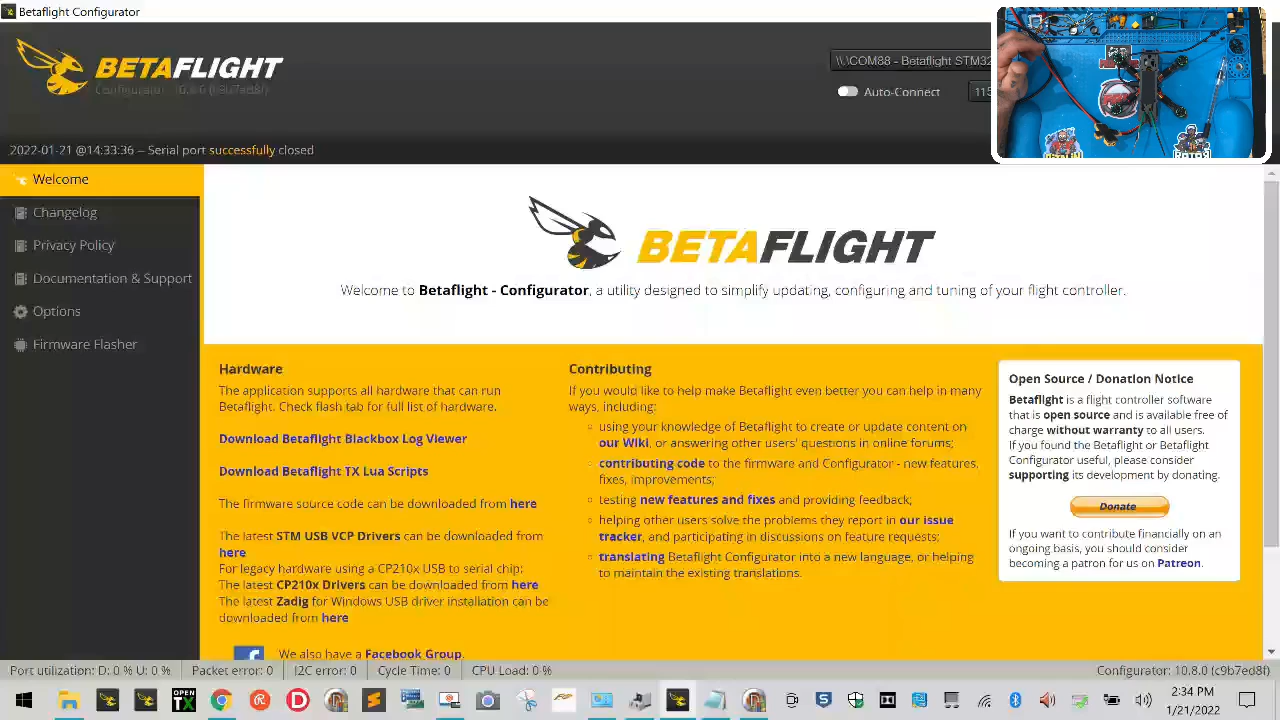 Betaflight Configurator
BETAFLIGHT
Configurator 10.8.0 (c9b7ed8f)
\\.\COM88 - Betaflight STM32
Auto-Connect
115
2022-01-21 @14:33:36 -- Serial port successfully closed
Welcome
Changelog
Privacy Policy
Documentation & Support
Options
Firmware Flasher
BETAFLIGHT
Welcome to Betaflight - Configurator, a utility designed to simplify updating, configuring and tuning of your flight controller.
Hardware
The application supports all hardware that can run
Betaflight. Check flash tab for full list of hardware.
Download Betaflight Blackbox Log Viewer
Download Betaflight TX Lua Scripts
The firmware source code can be downloaded from here
The latest STM USB VCP Drivers can be downloaded from
here
For legacy hardware using a CP210x USB to serial chip:
The latest CP210x Drivers can be downloaded from here
The latest Zadig for Windows USB driver installation can be
downloaded from here
We also have a Facebook Group.
Contributing
If you would like to help make Betaflight even better you can help in many
ways, including:
using your knowledge of Betaflight to create or update content on
our Wiki, or answering other users' questions in online forums;
contributing code to the firmware and Configurator - new features,
fixes, improvements;
testing new features and fixes and providing feedback;
helping other users solve the problems they report in our issue
tracker, and participating in discussions on feature requests;
translating Betaflight Configurator into a new language, or helping
to maintain the existing translations.
Open Source / Donation Notice
Betaflight is a flight controller software
that is open source and is available free of
charge without warranty to all users.
If you found the Betaflight or Betaflight
Configurator useful, please consider
supporting its development by donating.
Donate
If you want to contribute financially on an
ongoing basis, you should consider
becoming a patron for us on Patreon.
Port utilization: D: 0 % U: 0 %
Packet error: 0
I2C error: 0
Cycle Time: 0
CPU Load: 0 %
Configurator: 10.8.0 (c9b7ed8f)
OPEN
TX
2:34 PM
1/21/2022